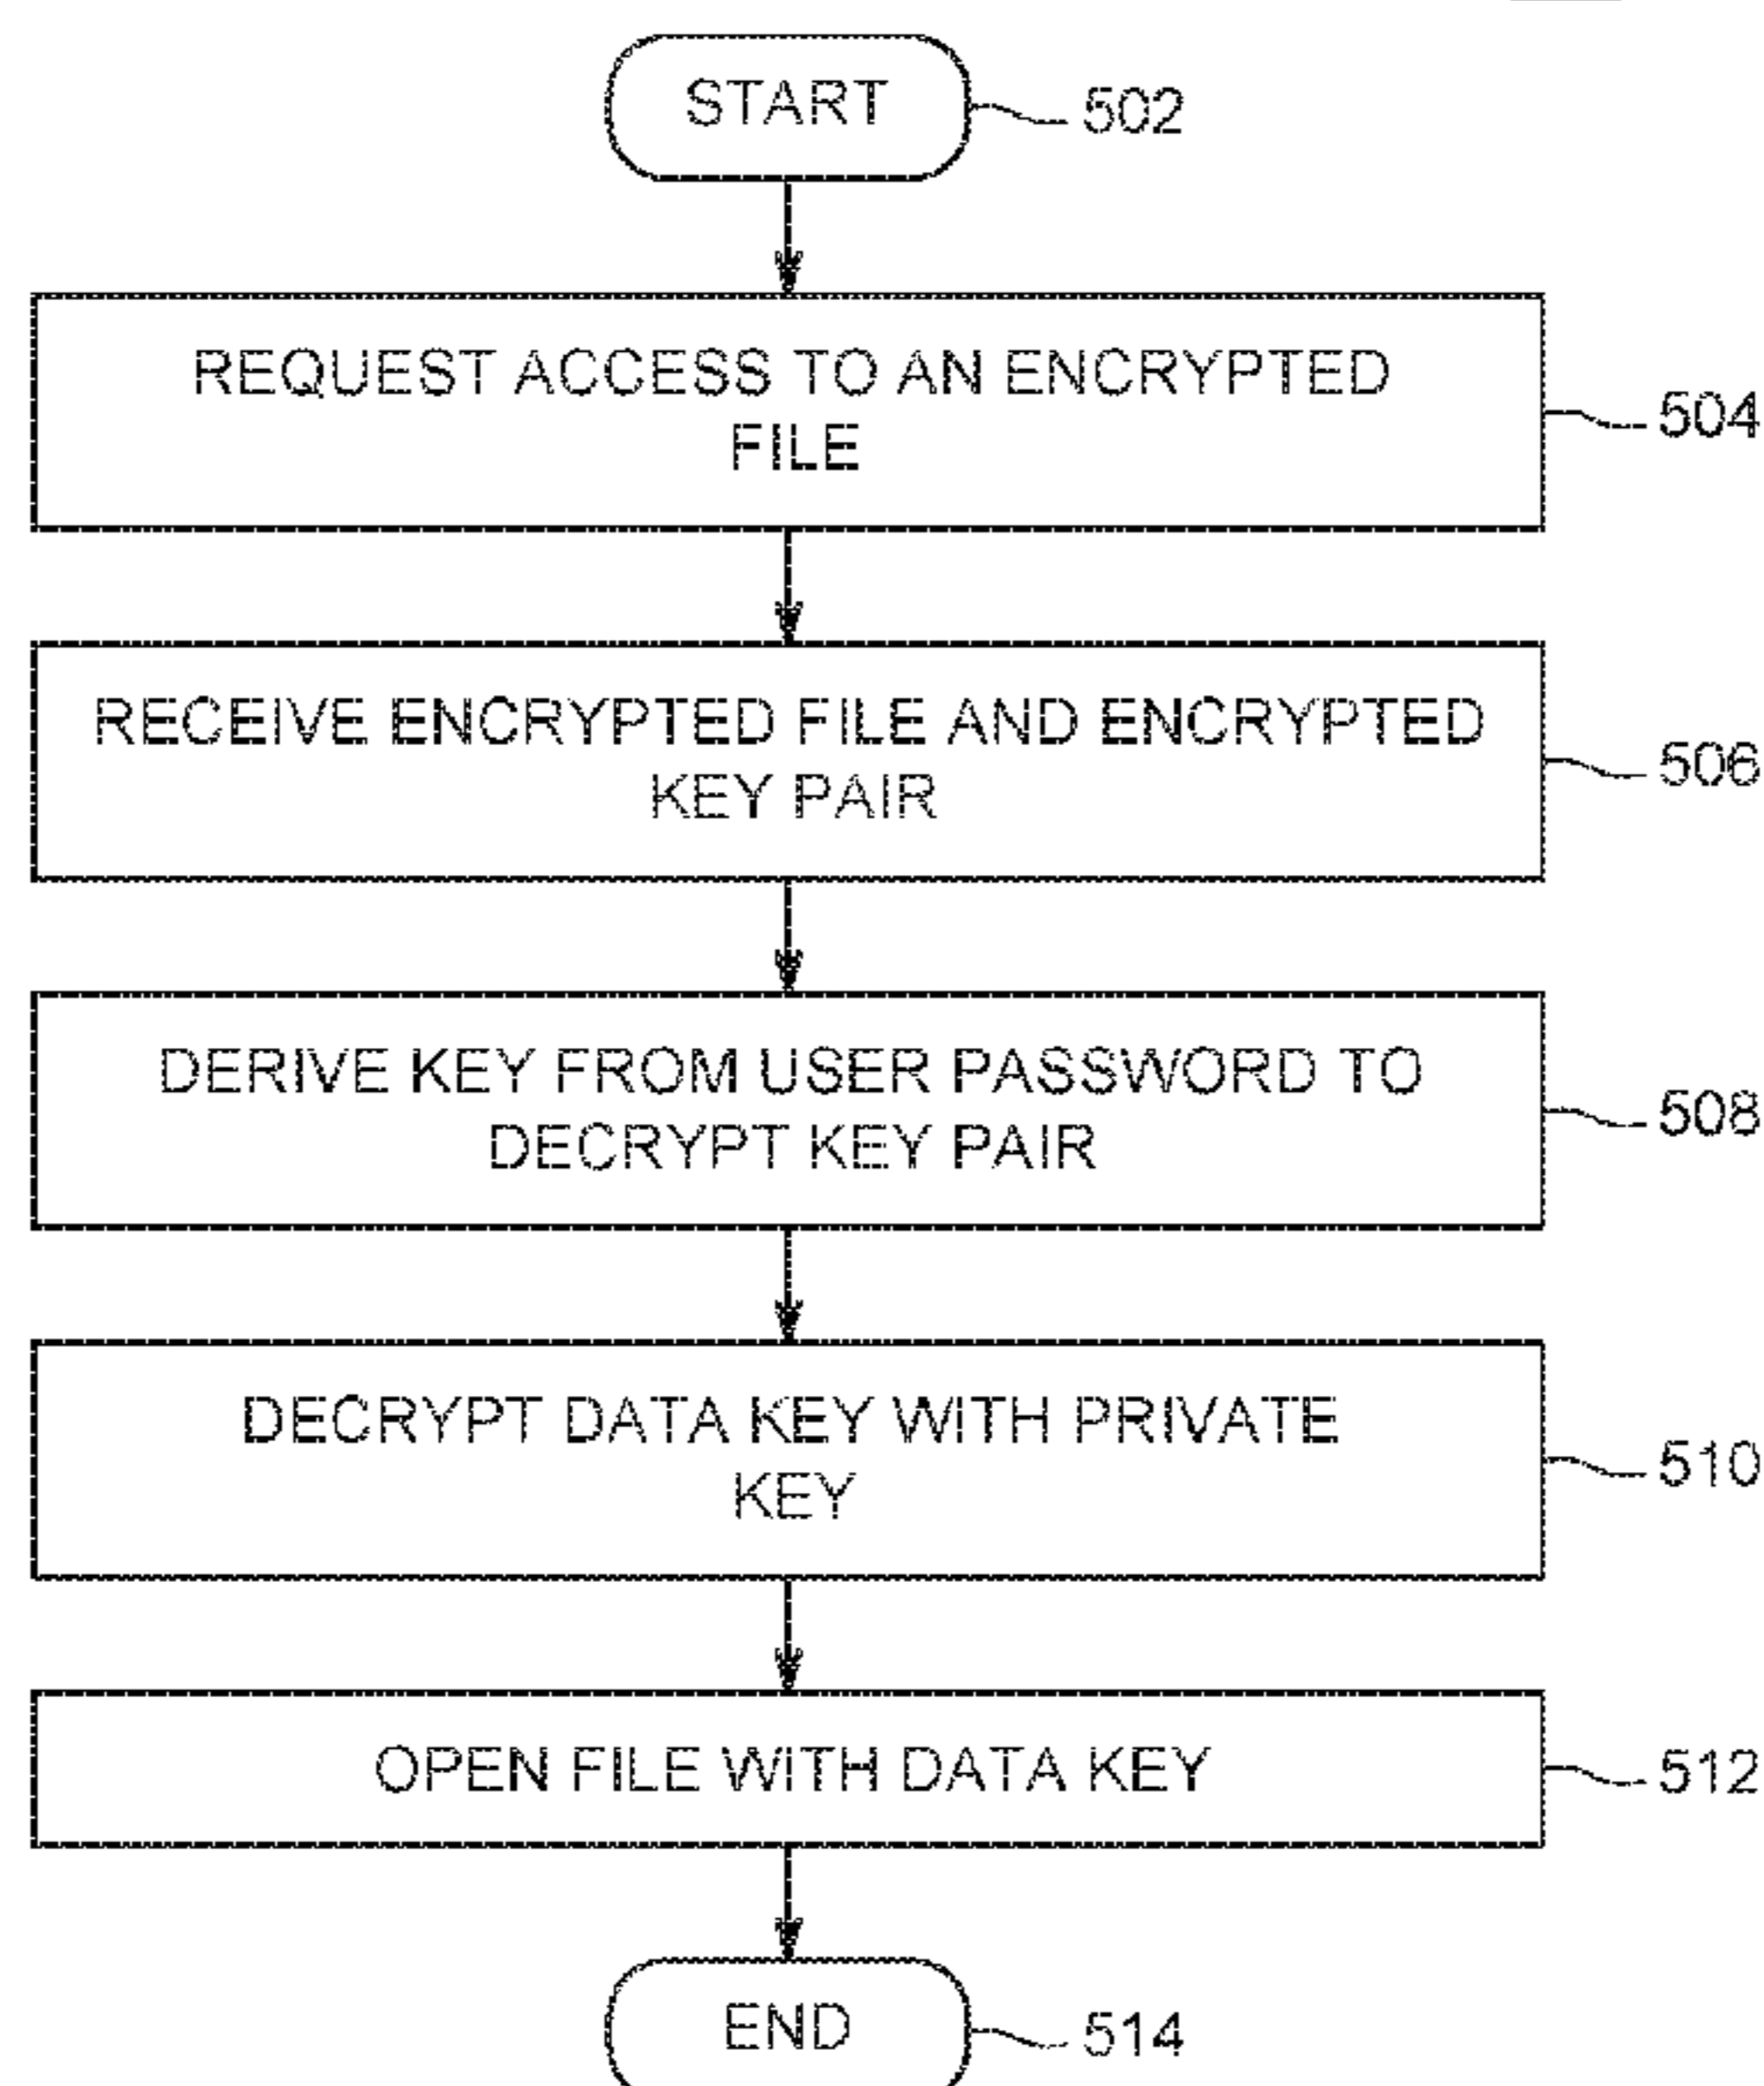 START
502
REQUEST ACCESS TO AN ENCRYPTED
FILE
504
RECEIVE ENCRYPTED FILE AND ENCRYPTED
KEY PAIR
506
DERIVE KEY FROM USER PASSWORD TO
DECRYPT KEY PAIR
508
DECRYPT DATA KEY WITH PRIVATE
KEY
510
OPEN FILE WITH DATA KEY
512
END
514